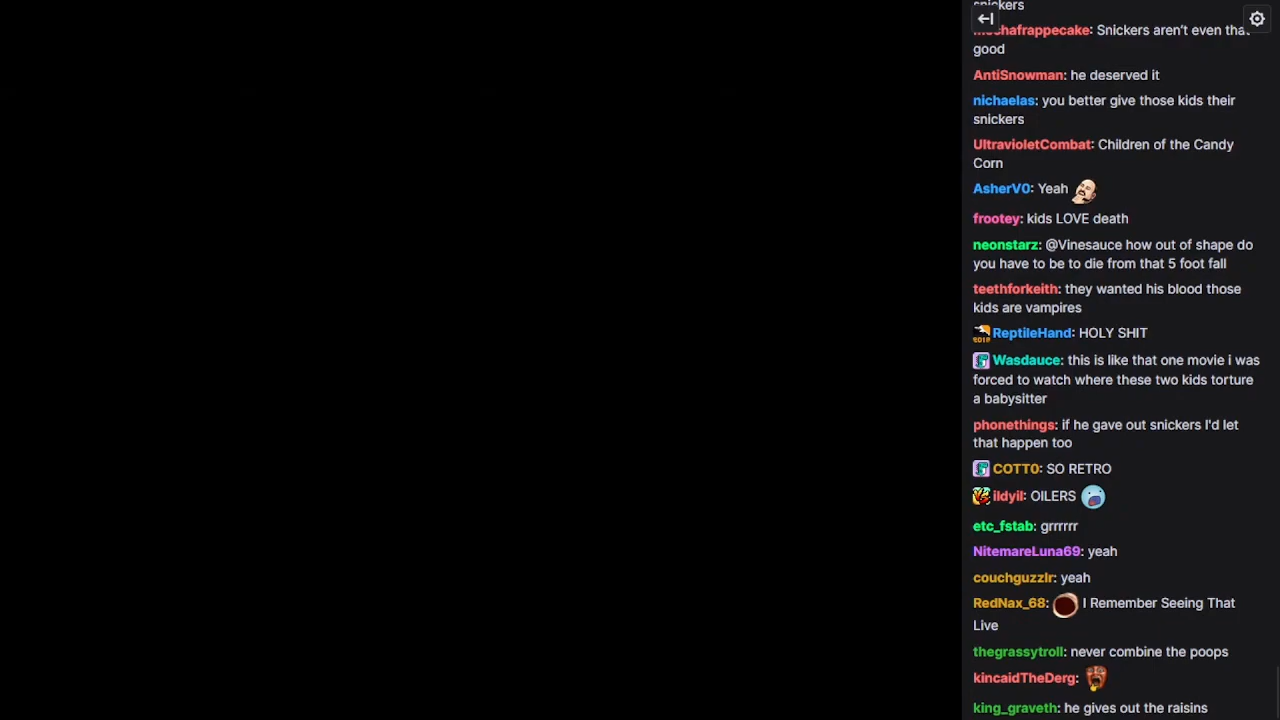 snickers
mochafrappecake: Snickers aren't even that
good
AntiSnowman: he deserved it
nichaelas: you better give those kids their
snickers
UltravioletCombat: Children of the Candy
Corn
AsherV0: Yeah
frootey: kids LOVE death
neonstarz: @Vinesauce how out of shape do
you have to be to die from that 5 foot fall
teethforkeith: they wanted his blood those
kids are vampires
ReptileHand: HOLY SHIT
Wasdauce: this is like that one movie i was
forced to watch where these two kids torture
a babysitter
phonethings: if he gave out snickers I'd let
that happen too
COTT0: SO RETRO
ildyil: OILERS
etc_fstab: grrrrrr
NitemareLuna69: yeah
couchguzzlr: yeah
RedNax_68: I Remember Seeing That
Live
thegrassytroll: never combine the poops
kincaidTheDerg:
king_graveth: he gives out the raisins